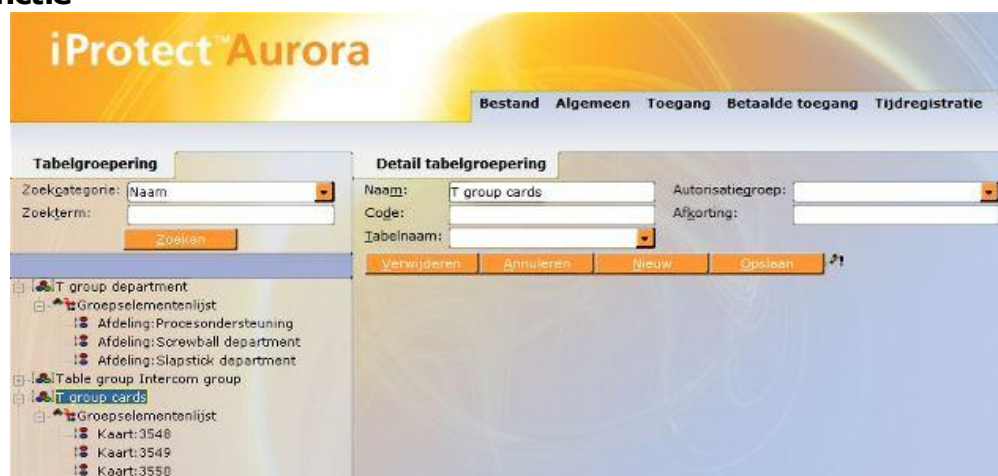 iProtect™Aurora
Bestand Algemeen Toegang Betaalde toegang Tijdregistratie
Tabelgroepering
Zoekcategorie: Naam
Zoekterm:
Zoeken
Detail tabelgroepering
Naam: T group cards Autorisatiegroep:
Code: Afkorting:
Tabelnaam:
Verwijderen Annuleren Nieuw Opslaan
T group department
Groepselementenlijst
Afdeling:Procesondersteuning
Afdeling:Screwball department
Afdeling:Slapstick department
Table group Intercom group
T group cards
Groepselementenlijst
Kaart:3548
Kaart:3549
Kaart:3550